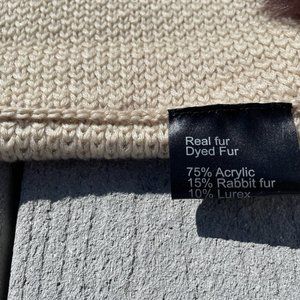 Real fur
Dyed Fur
75% Acrylic
15% Rabbit fur
10% Lurex